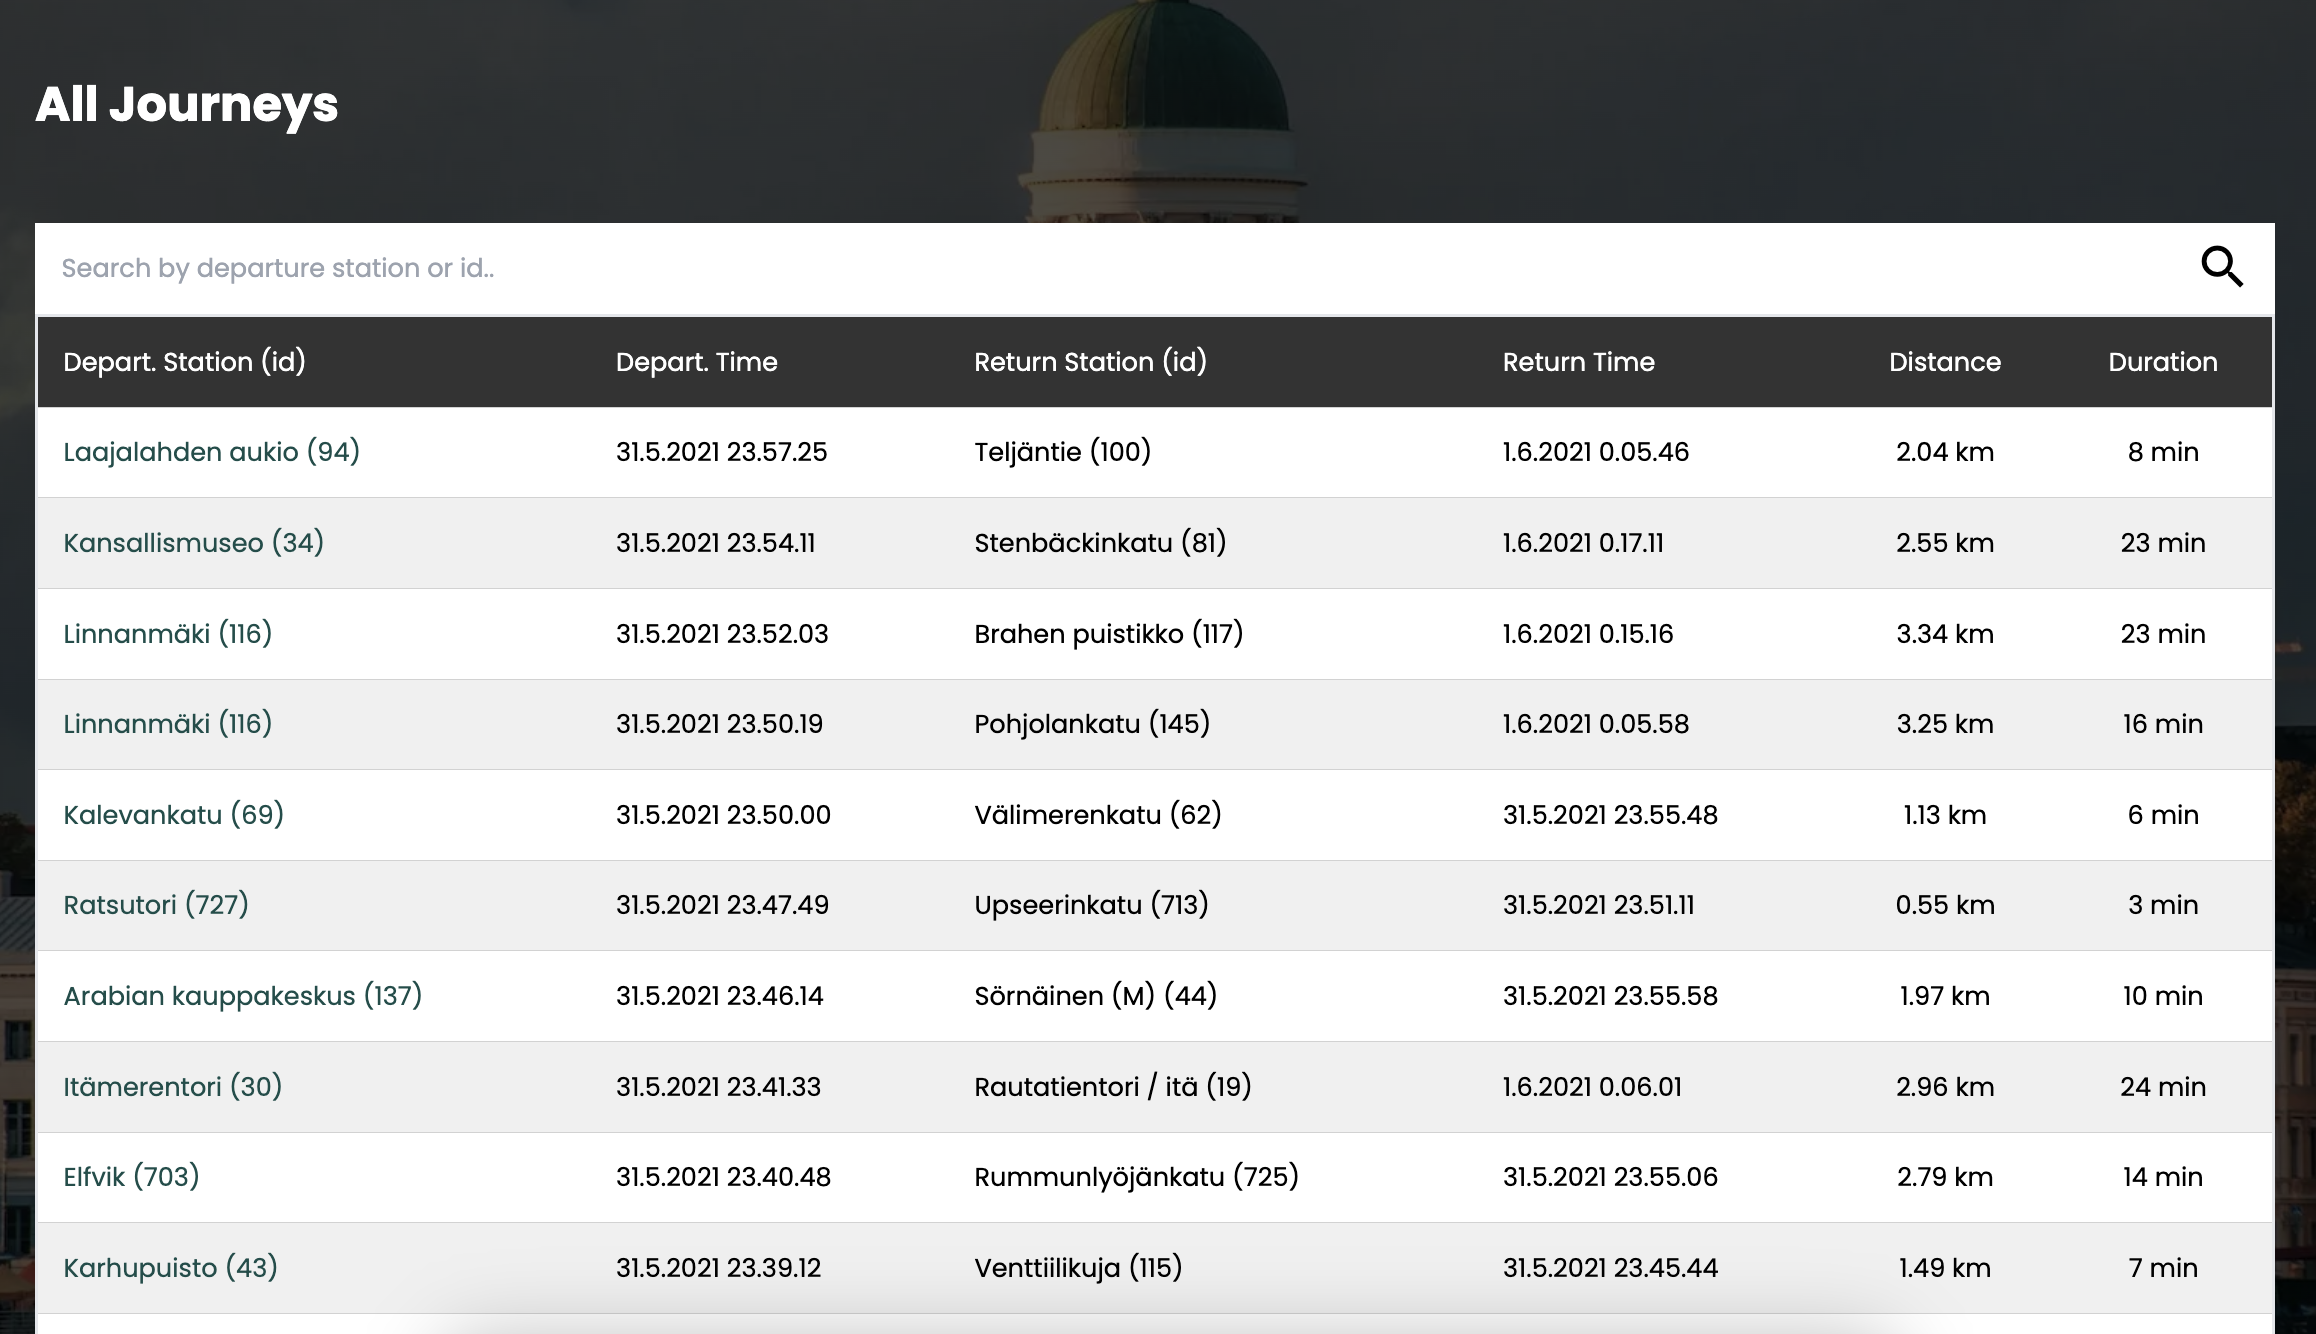 All Journeys
Search by departure station or id..
Depart. Station (id) Depart. Time Return Station (id) Return Time Distance Duration
Laajalahden aukio (94) 31.5.2021 23.57.25 Teljäntie (100) 1.6.2021 0.05.46 2.04 km 8 min
Kansallismuseo (34) 31.5.2021 23.54.11 Stenbäckinkatu (81) 1.6.2021 0.17.11 2.55 km 23 min
Linnanmäki (116) 31.5.2021 23.52.03 Brahen puistikko (117) 1.6.2021 0.15.16 3.34 km 23 min
Linnanmäki (116) 31.5.2021 23.50.19 Pohjolankatu (145) 1.6.2021 0.05.58 3.25 km 16 min
Kalevankatu (69) 31.5.2021 23.50.00 Välimerenkatu (62) 31.5.2021 23.55.48 1.13 km 6 min
Ratsutori (727) 31.5.2021 23.47.49 Upseerinkatu (713) 31.5.2021 23.51.11 0.55 km 3 min
Arabian kauppakeskus (137) 31.5.2021 23.46.14 Sörnäinen (M) (44) 31.5.2021 23.55.58 1.97 km 10 min
Itämerentori (30) 31.5.2021 23.41.33 Rautatientori / itä (19) 1.6.2021 0.06.01 2.96 km 24 min
Elfvik (703) 31.5.2021 23.40.48 Rummunlyöjänkatu (725) 31.5.2021 23.55.06 2.79 km 14 min
Karhupuisto (43) 31.5.2021 23.39.12 Venttiilikuja (115) 31.5.2021 23.45.44 1.49 km 7 min